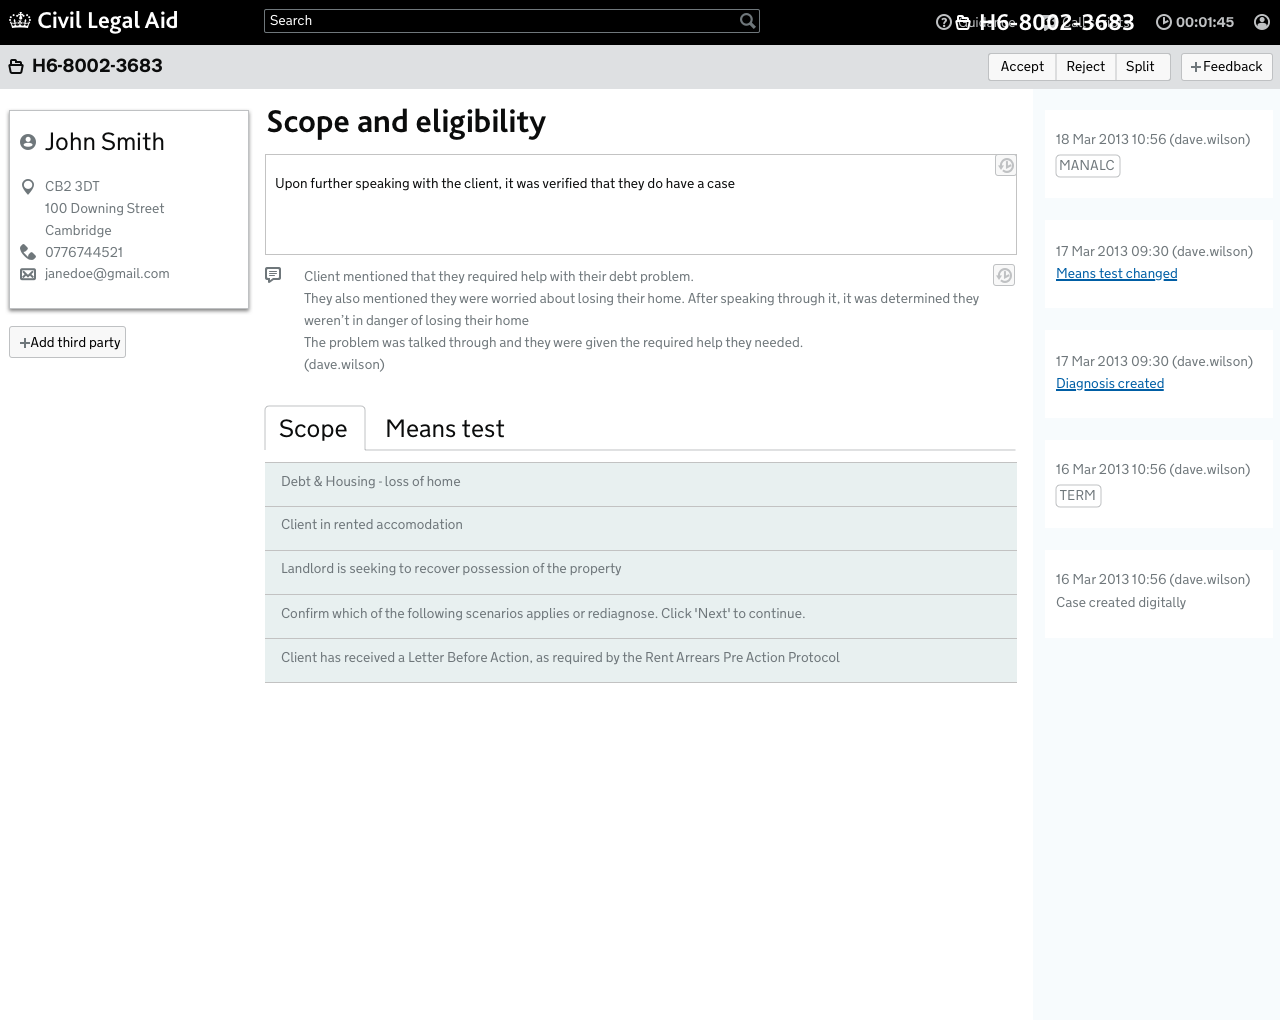 Civil Legal Aid
Search
H6-8002-3683
00:01:45
H6-8002-3683
Accept
Reject
Split
Feedback
John Smith
CB2 3DT
100 Downing Street
Cambridge
0776744521
janedoe@gmail.com
Add third party
Scope and eligibility
Upon further speaking with the client, it was verified that they do have a case
Client mentioned that they required help with their debt problem.
They also mentioned they were worried about losing their home. After speaking through it, it was determined they
weren't in danger of losing their home
The problem was talked through and they were given the required help they needed.
(dave.wilson)
Scope
Means test
Debt & Housing - loss of home
Client in rented accomodation
Landlord is seeking to recover possession of the property
Confirm which of the following scenarios applies or rediagnose. Click 'Next' to continue.
Client has received a Letter Before Action, as required by the Rent Arrears Pre Action Protocol
18 Mar 2013 10:56 (dave.wilson)
MANALC
17 Mar 2013 09:30 (dave.wilson)
Means test changed
17 Mar 2013 09:30 (dave.wilson)
Diagnosis created
16 Mar 2013 10:56 (dave.wilson)
TERM
16 Mar 2013 10:56 (dave.wilson)
Case created digitally